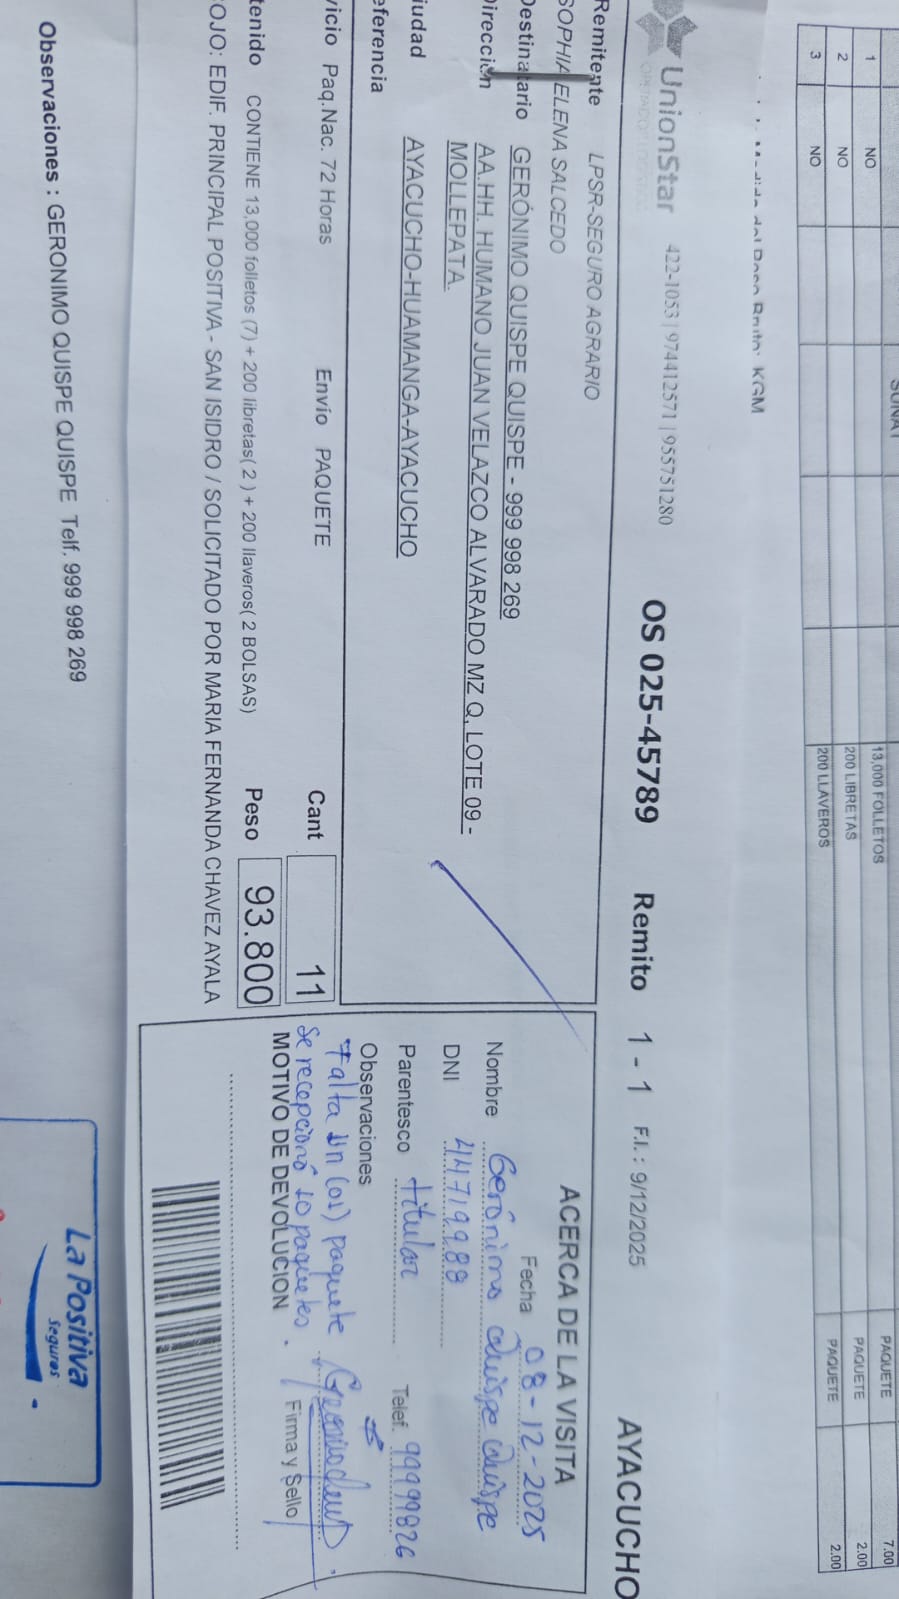 SUNAT
1 NO 13,000 FOLLETOS PAQUETE 7.00
2 NO 200 LIBRETAS PAQUETE 2.00
3 NO 200 LLAVEROS PAQUETE 2.00
KGM
UnionStar 422-1053 | 974412571 | 955751280 OS 025-45789 Remito 1 - 1 F.I.: 9/12/2025 AYACUCHO
Remitente LPSR-SEGURO AGRARIO
SOPHIA ELENA SALCEDO
Destinatario GERÓNIMO QUISPE QUISPE - 999 998 269
Dirección AA.HH. HUMANO JUAN VELAZCO ALVARADO MZ Q, LOTE 09 -
MOLLEPATA
iudad AYACUCHO-HUAMANGA-AYACUCHO
eferencia
vicio Paq.Nac. 72 Horas Envío PAQUETE Cant 11
tenido CONTIENE 13,000 folletos (7) + 200 libretas( 2 ) + 200 llaveros( 2 BOLSAS) Peso 93.800
OJO: EDIF. PRINCIPAL POSITIVA - SAN ISIDRO / SOLICITADO POR MARIA FERNANDA CHAVEZ AYALA
ACERCA DE LA VISITA
Fecha 08-12-2025
Nombre Gerónimo Quispe Quispe
DNI 44719988
Parentesco titular Telef. 99999826
Observaciones
Falta un (01) paquete
Se recepcionó 10 paquetes.
MOTIVO DE DEVOLUCION Firma y Sello
Observaciones : GERONIMO QUISPE QUISPE Telf. 999 998 269
La Positiva
Seguros